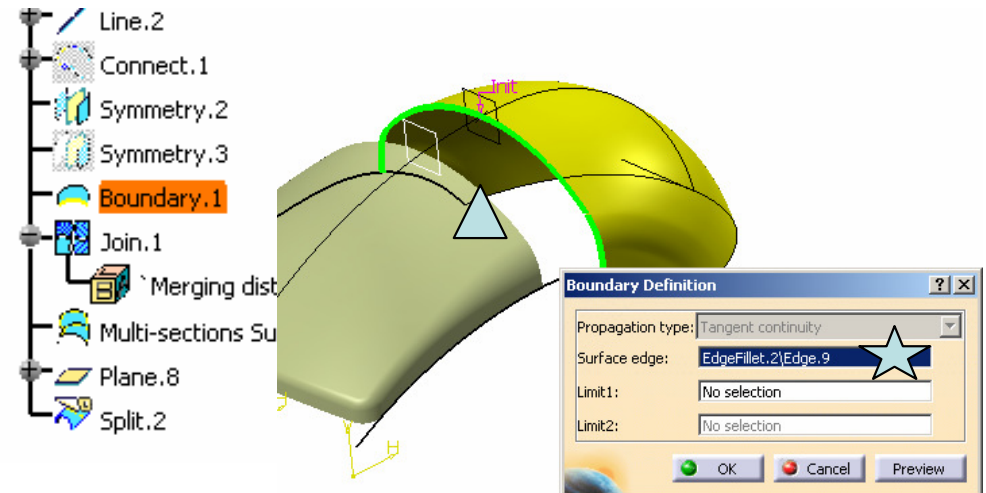 Line.2
Connect.1
Symmetry.2
Symmetry.3
Boundary.1
Join.1
`Merging dist
Multi-sections Su
Plane.8
Split.2
Init
V
H
Boundary Definition
Propagation type: Tangent continuity
Surface edge: EdgeFillet.2\Edge.9
Limit1: No selection
Limit2: No selection
OK Cancel Preview